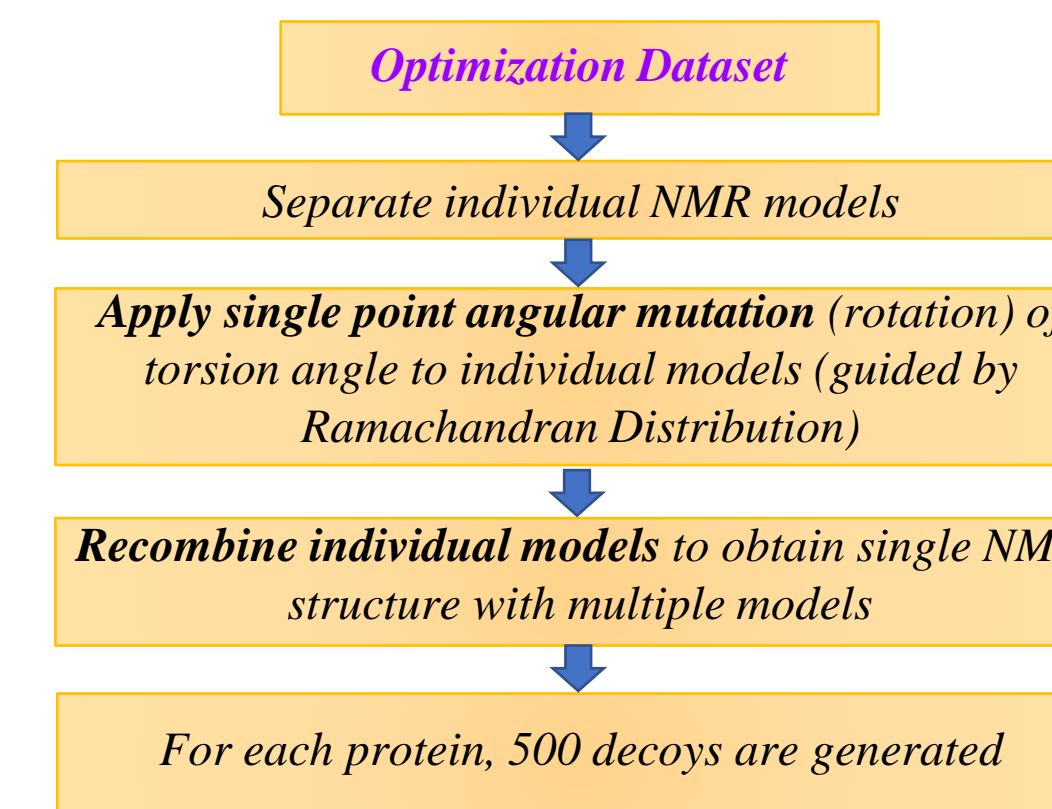 Optimization Dataset
Separate individual NMR models
Apply single point angular mutation (rotation) of
torsion angle to individual models (guided by
Ramachandran Distribution)
Recombine individual models to obtain single NM
structure with multiple models
For each protein, 500 decoys are generated